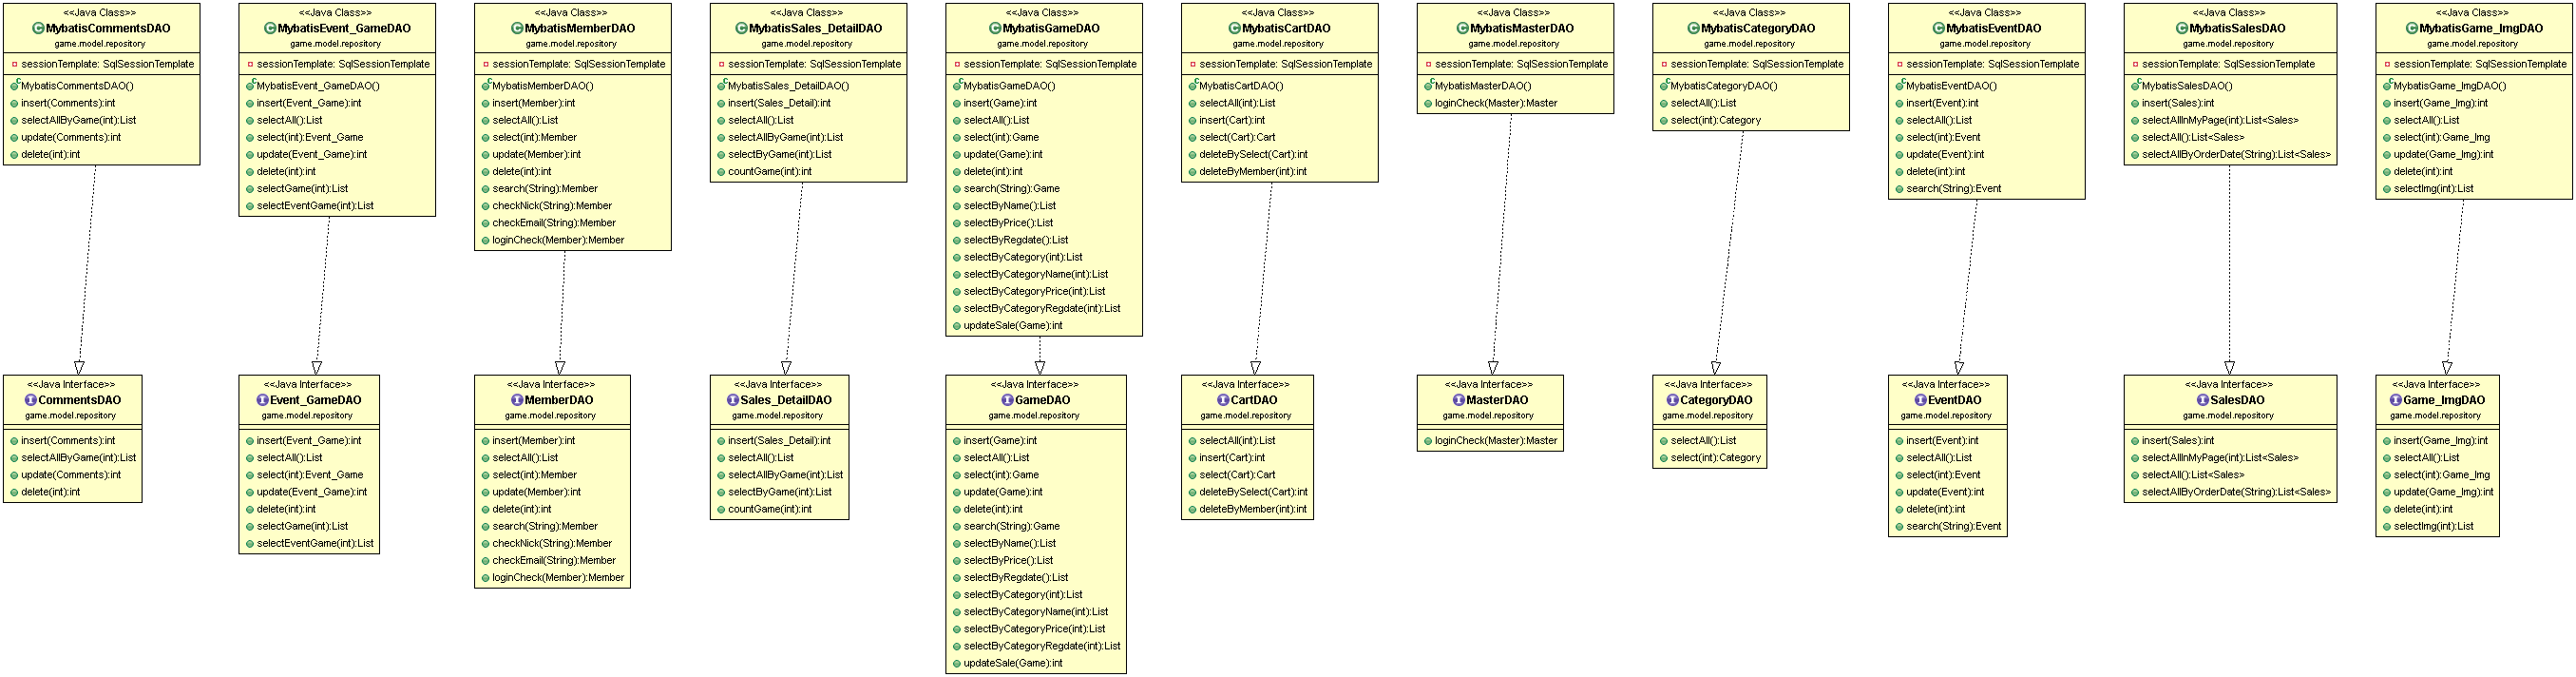 <<Java Class>>
MybatisCommentsDAO
game.model.repository
sessionTemplate: SqlSessionTemplate
MybatisCommentsDAO()
insert(Comments):int
selectAllByGame(int):List
update(Comments):int
delete(int):int
<<Java Class>>
MybatisEvent_GameDAO
game.model.repository
sessionTemplate: SqlSessionTemplate
MybatisEvent_GameDAO()
insert(Event_Game):int
selectAll():List
select(int):Event_Game
update(Event_Game):int
delete(int):int
selectGame(int):List
selectEventGame(int):List
<<Java Class>>
MybatisMemberDAO
game.model.repository
sessionTemplate: SqlSessionTemplate
MybatisMemberDAO()
insert(Member):int
selectAll():List
select(int):Member
update(Member):int
delete(int):int
search(String):Member
checkNick(String):Member
checkEmail(String):Member
loginCheck(Member):Member
<<Java Class>>
MybatisSales_DetailDAO
game.model.repository
sessionTemplate: SqlSessionTemplate
MybatisSales_DetailDAO()
insert(Sales_Detail):int
selectAll():List
selectAllByGame(int):List
selectByGame(int):List
countGame(int):int
<<Java Class>>
MybatisGameDAO
game.model.repository
sessionTemplate: SqlSessionTemplate
MybatisGameDAO()
insert(Game):int
selectAll():List
select(int):Game
update(Game):int
delete(int):int
search(String):Game
selectByName():List
selectByPrice():List
selectByRegdate():List
selectByCategory(int):List
selectByCategoryName(int):List
selectByCategoryPrice(int):List
selectByCategoryRegdate(int):List
updateSale(Game):int
<<Java Class>>
MybatisCartDAO
game.model.repository
sessionTemplate: SqlSessionTemplate
MybatisCartDAO()
selectAll(int):List
insert(Cart):int
select(Cart):Cart
deleteBySelect(Cart):int
deleteByMember(int):int
<<Java Class>>
MybatisMasterDAO
game.model.repository
sessionTemplate: SqlSessionTemplate
MybatisMasterDAO()
loginCheck(Master):Master
<<Java Class>>
MybatisCategoryDAO
game.model.repository
sessionTemplate: SqlSessionTemplate
MybatisCategoryDAO()
selectAll():List
select(int):Category
<<Java Class>>
MybatisEventDAO
game.model.repository
sessionTemplate: SqlSessionTemplate
MybatisEventDAO()
insert(Event):int
selectAll():List
select(int):Event
update(Event):int
delete(int):int
search(String):Event
<<Java Class>>
MybatisSalesDAO
game.model.repository
sessionTemplate: SqlSessionTemplate
MybatisSalesDAO()
insert(Sales):int
selectAllInMyPage(int):List<Sales>
selectAll():List<Sales>
selectAllByOrderDate(String):List<Sales>
<<Java Class>>
MybatisGame_ImgDAO
game.model.repository
sessionTemplate: SqlSessionTemplate
MybatisGame_ImgDAO()
insert(Game_Img):int
selectAll():List
select(int):Game_Img
update(Game_Img):int
delete(int):int
selectImg(int):List
<<Java Interface>>
CommentsDAO
game.model.repository
insert(Comments):int
selectAllByGame(int):List
update(Comments):int
delete(int):int
<<Java Interface>>
Event_GameDAO
game.model.repository
insert(Event_Game):int
selectAll():List
select(int):Event_Game
update(Event_Game):int
delete(int):int
selectGame(int):List
selectEventGame(int):List
<<Java Interface>>
MemberDAO
game.model.repository
insert(Member):int
selectAll():List
select(int):Member
update(Member):int
delete(int):int
search(String):Member
checkNick(String):Member
checkEmail(String):Member
loginCheck(Member):Member
<<Java Interface>>
Sales_DetailDAO
game.model.repository
insert(Sales_Detail):int
selectAll():List
selectAllByGame(int):List
selectByGame(int):List
countGame(int):int
<<Java Interface>>
GameDAO
game.model.repository
insert(Game):int
selectAll():List
select(int):Game
update(Game):int
delete(int):int
search(String):Game
selectByName():List
selectByPrice():List
selectByRegdate():List
selectByCategory(int):List
selectByCategoryName(int):List
selectByCategoryPrice(int):List
selectByCategoryRegdate(int):List
updateSale(Game):int
<<Java Interface>>
CartDAO
game.model.repository
selectAll(int):List
insert(Cart):int
select(Cart):Cart
deleteBySelect(Cart):int
deleteByMember(int):int
<<Java Interface>>
MasterDAO
game.model.repository
loginCheck(Master):Master
<<Java Interface>>
CategoryDAO
game.model.repository
selectAll():List
select(int):Category
<<Java Interface>>
EventDAO
game.model.repository
insert(Event):int
selectAll():List
select(int):Event
update(Event):int
delete(int):int
search(String):Event
<<Java Interface>>
SalesDAO
game.model.repository
insert(Sales):int
selectAllInMyPage(int):List<Sales>
selectAll():List<Sales>
selectAllByOrderDate(String):List<Sales>
<<Java Interface>>
Game_ImgDAO
game.model.repository
insert(Game_Img):int
selectAll():List
select(int):Game_Img
update(Game_Img):int
delete(int):int
selectImg(int):List